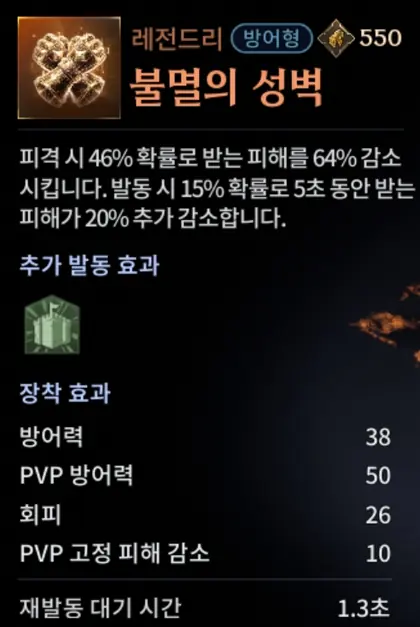 레전드리 방어형 550
불멸의 성벽
피격 시 46% 확률로 받는 피해를 64% 감소
시킵니다. 발동 시 15% 확률로 5초 동안 받는
피해가 20% 추가 감소합니다.
추가 발동 효과
장착 효과
방어력 38
PVP 방어력 50
회피 26
PVP 고정 피해 감소 10
재발동 대기 시간 1.3초